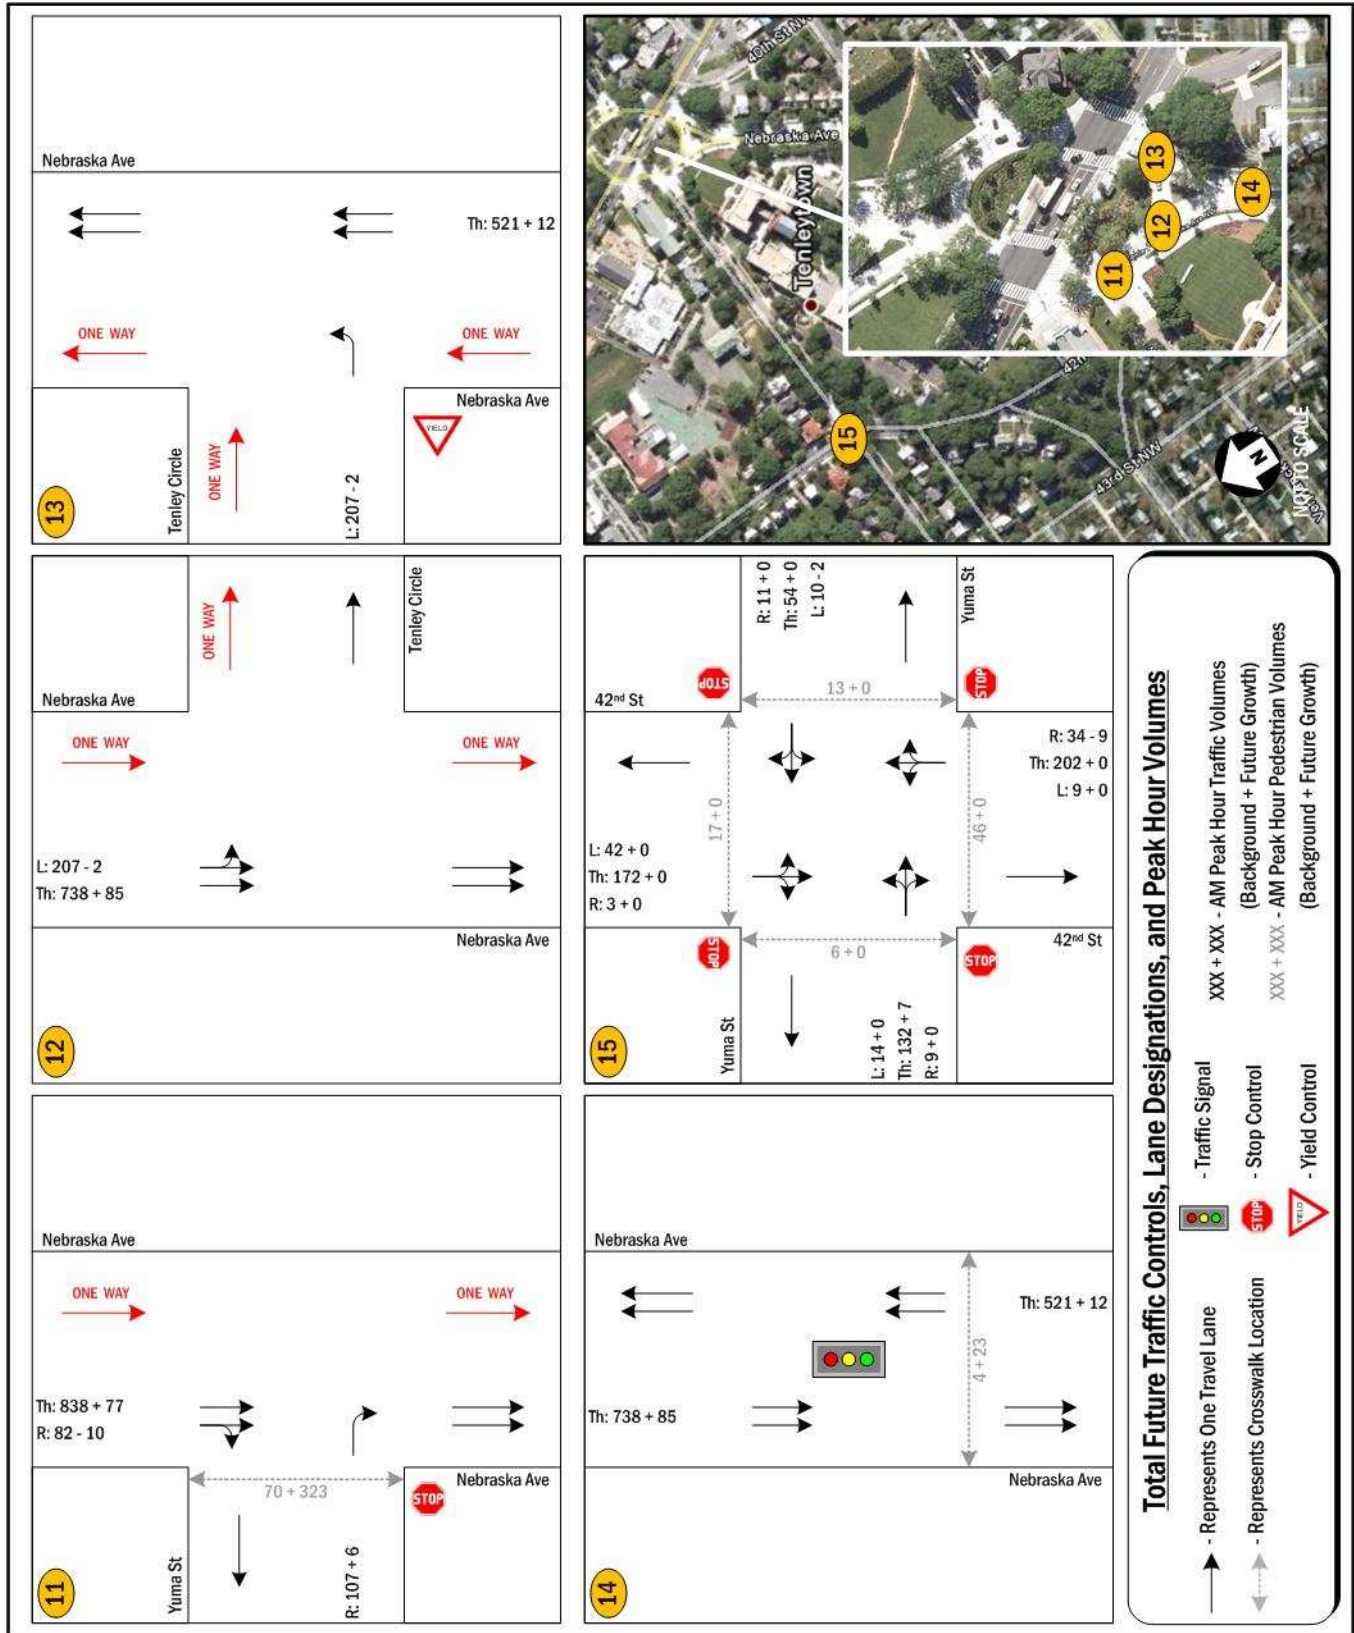 11
Yuma St
Nebraska Ave
ONE WAY
ONE WAY
Th: 838 + 77
R: 82 - 10
70 + 323
R: 107 + 6
STOP
Nebraska Ave
12
Nebraska Ave
ONE WAY
ONE WAY
ONE WAY
Tenley Circle
L: 207 - 2
Th: 738 + 85
Nebraska Ave
13
Tenley Circle
Nebraska Ave
ONE WAY
ONE WAY
ONE WAY
Th: 521 + 12
L: 207 - 2
Nebraska Ave
YIELD
14
Nebraska Ave
Th: 521 + 12
4 + 23
Th: 738 + 85
Nebraska Ave
15
Yuma St
42nd St
STOP
STOP
STOP
STOP
R: 11 + 0
Th: 54 + 0
L: 10 - 2
13 + 0
Yuma St
17 + 0
46 + 0
R: 34 - 9
Th: 202 + 0
L: 9 + 0
L: 42 + 0
Th: 172 + 0
R: 3 + 0
6 + 0
L: 14 + 0
Th: 132 + 7
R: 9 + 0
42nd St
40th St NW
Nebraska Ave
Tenleytown
11
12
13
14
15
42n
43rd St NW
N
NOT TO SCALE
Total Future Traffic Controls, Lane Designations, and Peak Hour Volumes
- Represents One Travel Lane
- Represents Crosswalk Location
- Traffic Signal
STOP
- Stop Control
YIELD
- Yield Control
XXX + XXX - AM Peak Hour Traffic Volumes
(Background + Future Growth)
XXX + XXX - AM Peak Hour Pedestrian Volumes
(Background + Future Growth)